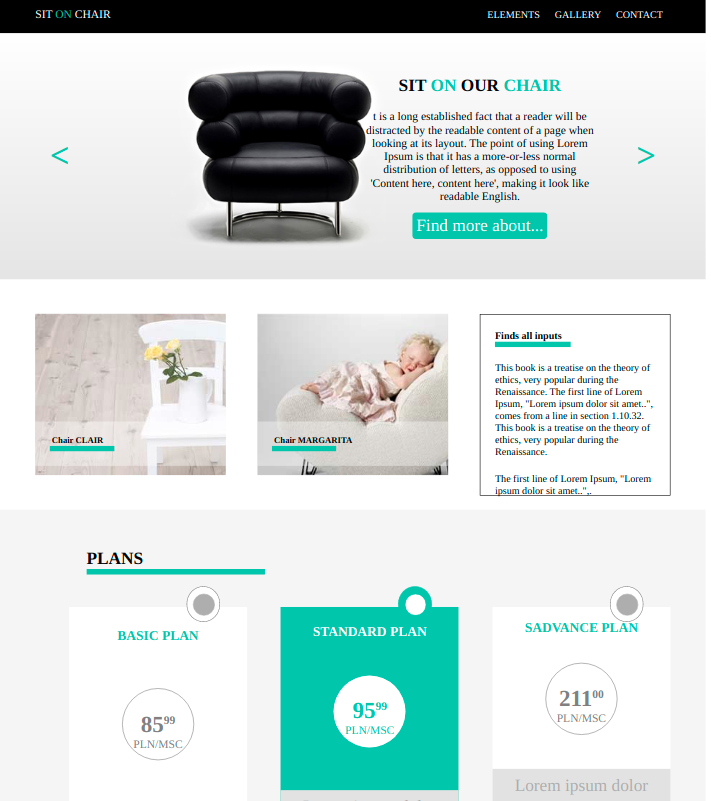 SIT ON CHAIR
ELEMENTS GALLERY CONTACT
SIT ON OUR CHAIR
t is a long established fact that a reader will be
distracted by the readable content of a page when
looking at its layout. The point of using Lorem
Ipsum is that it has a more-or-less normal
distribution of letters, as opposed to using
'Content here, content here', making it look like
readable English.
< >
Find more about...
Chair CLAIR
Chair MARGARITA
Finds all inputs
This book is a treatise on the theory of
ethics, very popular during the
Renaissance. The first line of Lorem
Ipsum, "Lorem ipsum dolor sit amet..",
comes from a line in section 1.10.32.
This book is a treatise on the theory of
ethics, very popular during the
Renaissance.
The first line of Lorem Ipsum, "Lorem
ipsum dolor sit amet..",.
PLANS
BASIC PLAN
8599
PLN/MSC
STANDARD PLAN
9599
PLN/MSC
SADVANCE PLAN
21100
PLN/MSC
Lorem ipsum dolor